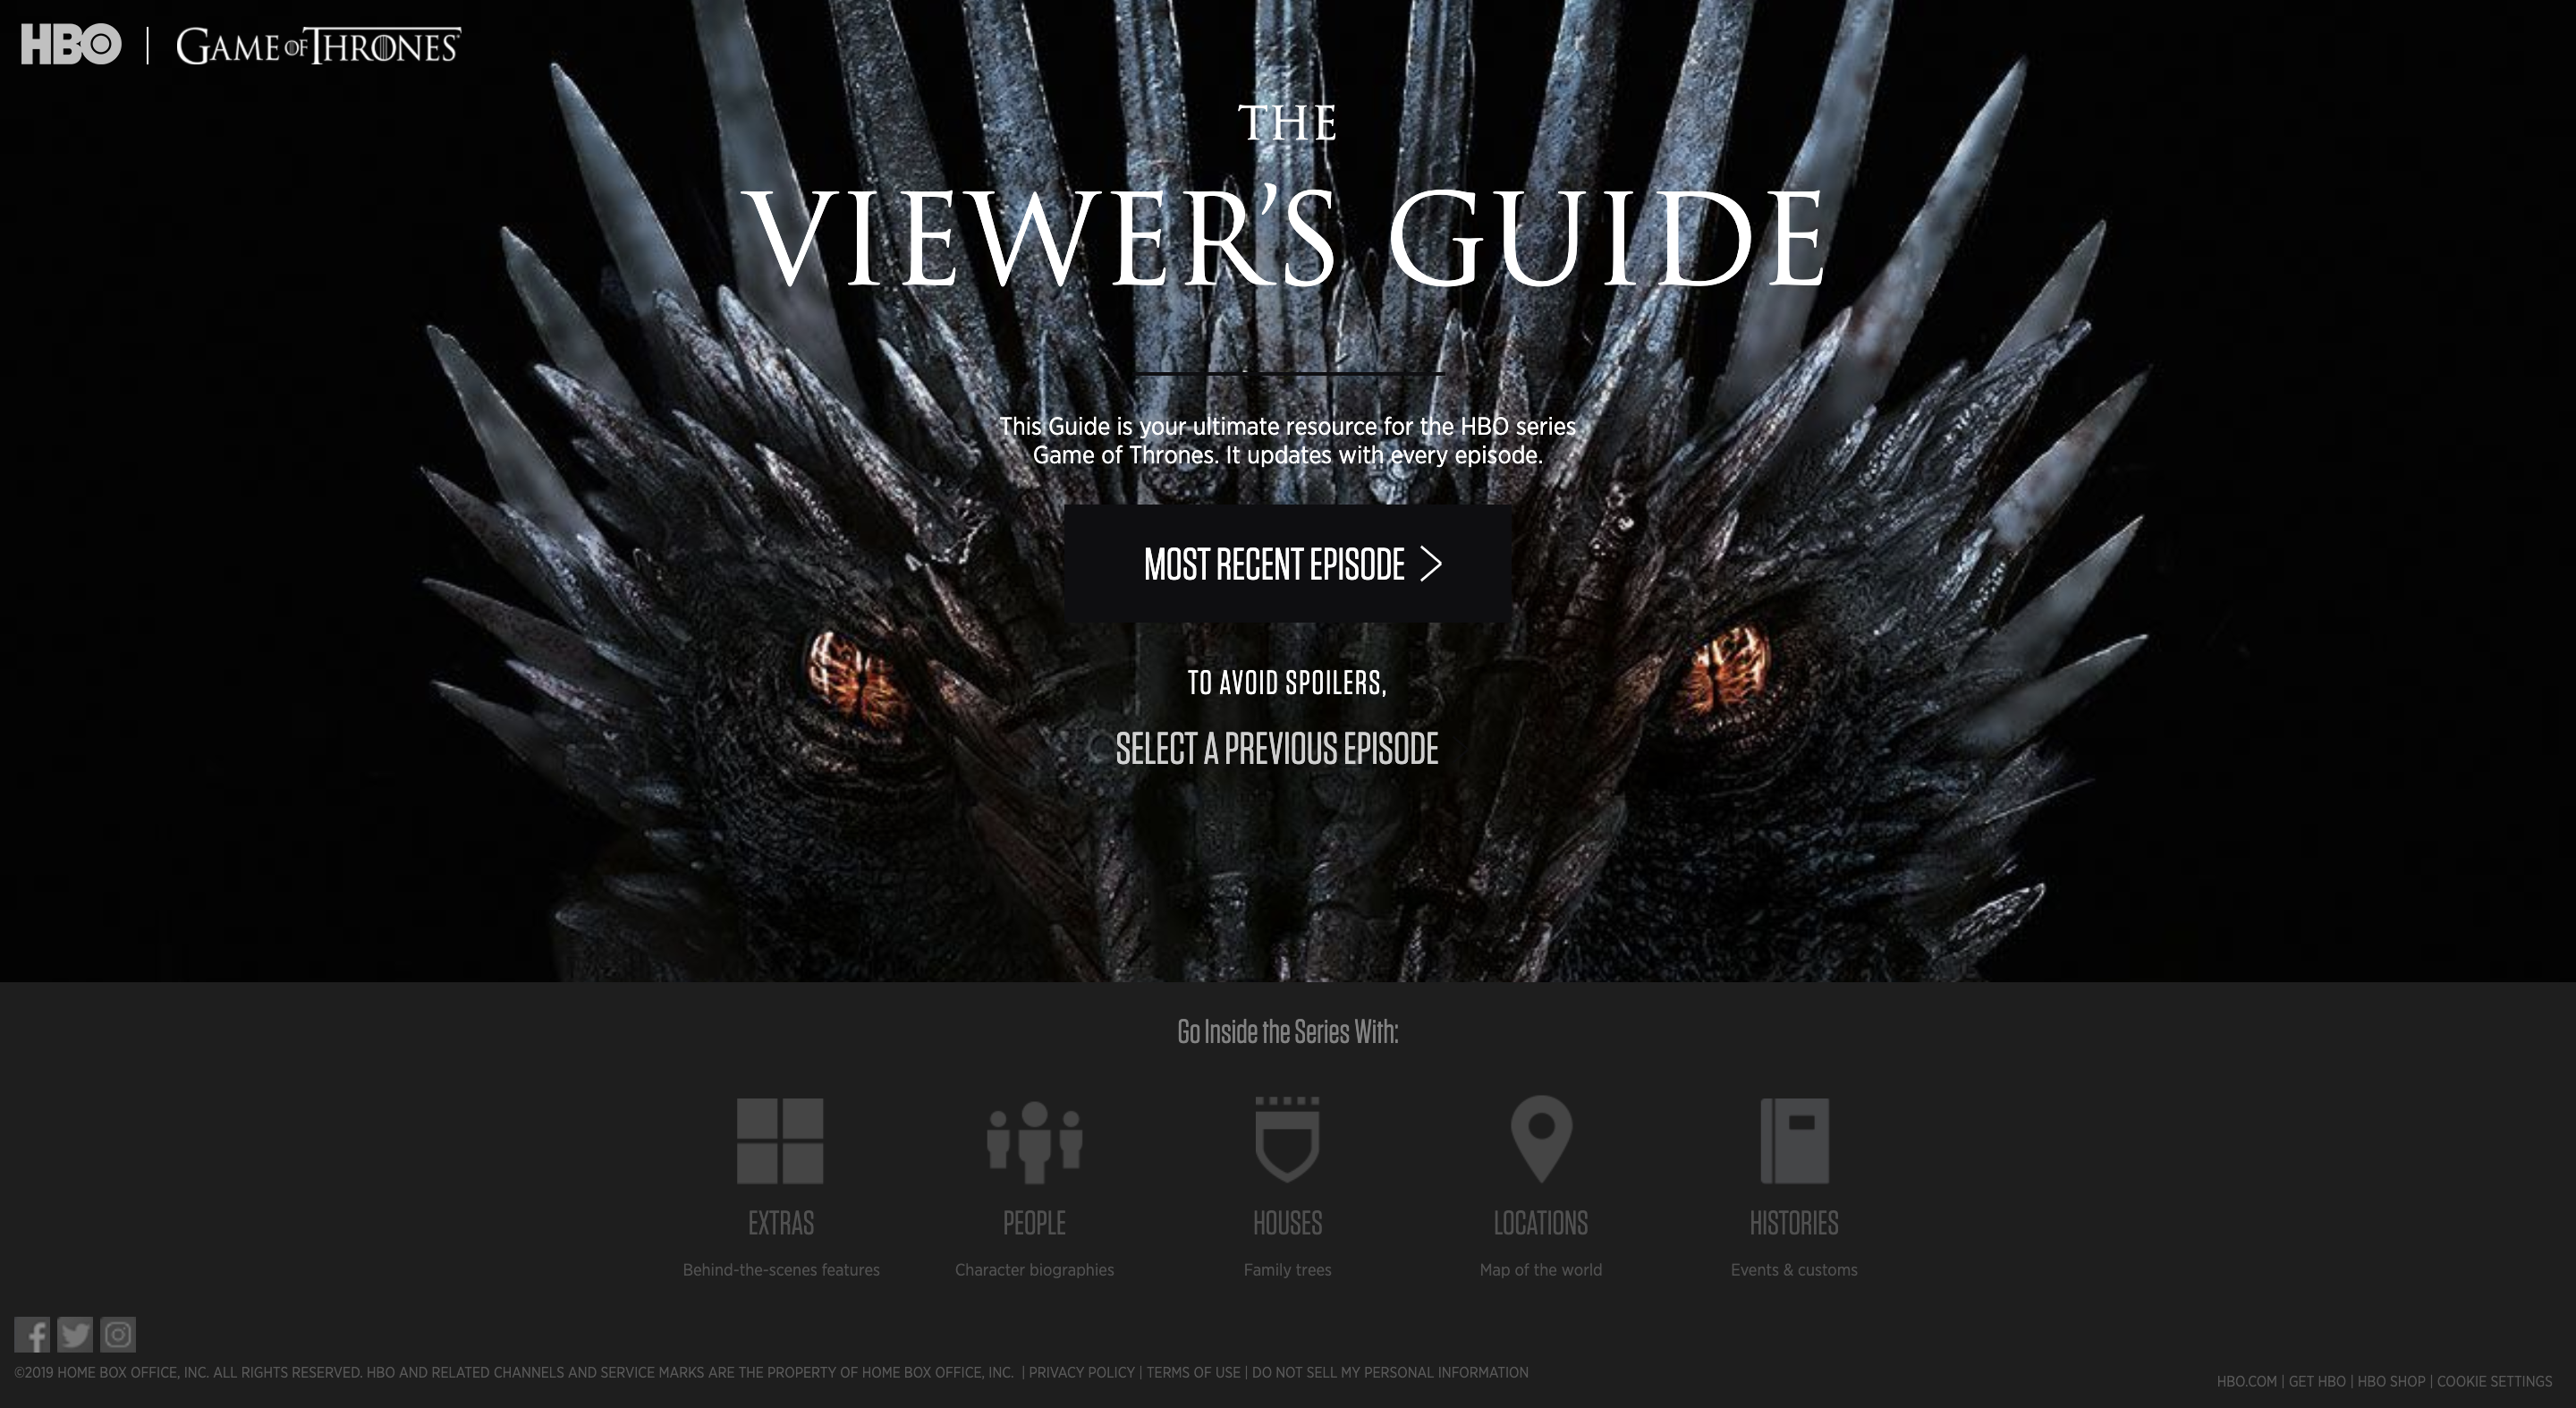 HBO | GAME OF THRONES
THE
VIEWER'S GUIDE
This Guide is your ultimate resource for the HBO series
Game of Thrones. It updates with every episode.
MOST RECENT EPISODE >
TO AVOID SPOILERS,
SELECT A PREVIOUS EPISODE
Go Inside the Series With:
EXTRAS PEOPLE HOUSES LOCATIONS HISTORIES
Behind-the-scenes features Character biographies Family trees Map of the world Events & customs
©2019 HOME BOX OFFICE, INC. ALL RIGHTS RESERVED. HBO AND RELATED CHANNELS AND SERVICE MARKS ARE THE PROPERTY OF HOME BOX OFFICE, INC. | PRIVACY POLICY | TERMS OF USE | DO NOT SELL MY PERSONAL INFORMATION
HBO.COM | GET HBO | HBO SHOP | COOKIE SETTINGS